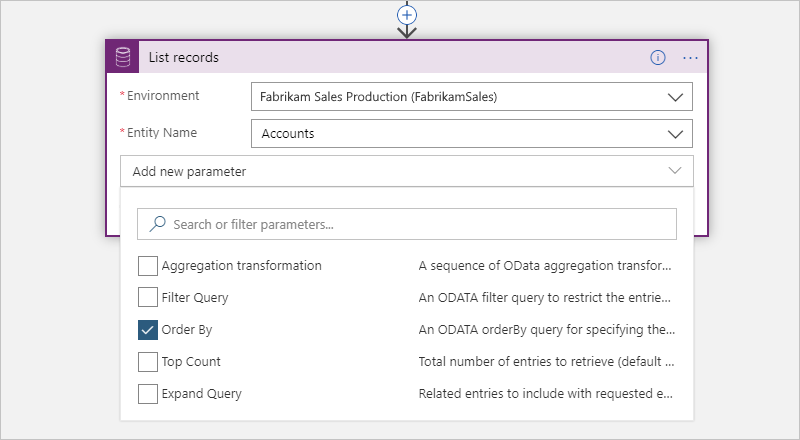 List records
* Environment Fabrikam Sales Production (FabrikamSales)
* Entity Name Accounts
Add new parameter
Search or filter parameters...
Aggregation transformation A sequence of OData aggregation transfor...
Filter Query An ODATA filter query to restrict the entrie...
Order By An ODATA orderBy query for specifying the...
Top Count Total number of entries to retrieve (default ...
Expand Query Related entries to include with requested e...